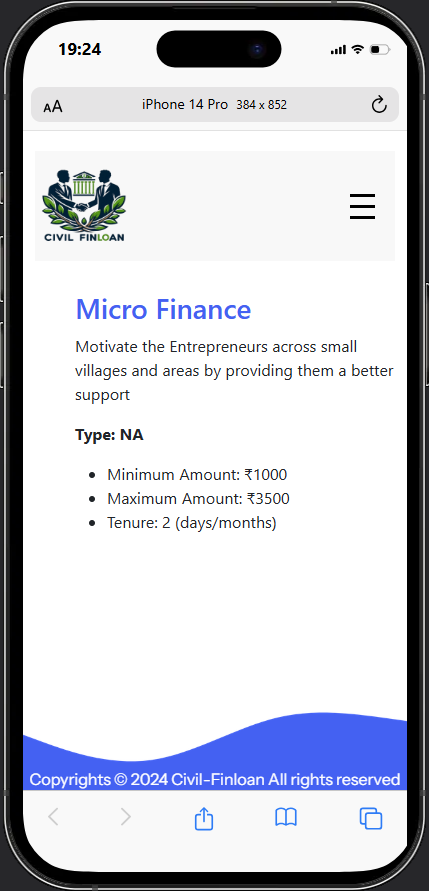 19:24
AA iPhone 14 Pro 384 x 852
CIVIL FINLOAN
Micro Finance
Motivate the Entrepreneurs across small
villages and areas by providing them a better
support
Type: NA
• Minimum Amount: ₹1000
• Maximum Amount: ₹3500
• Tenure: 2 (days/months)
Copyrights © 2024 Civil-Finloan All rights reserved